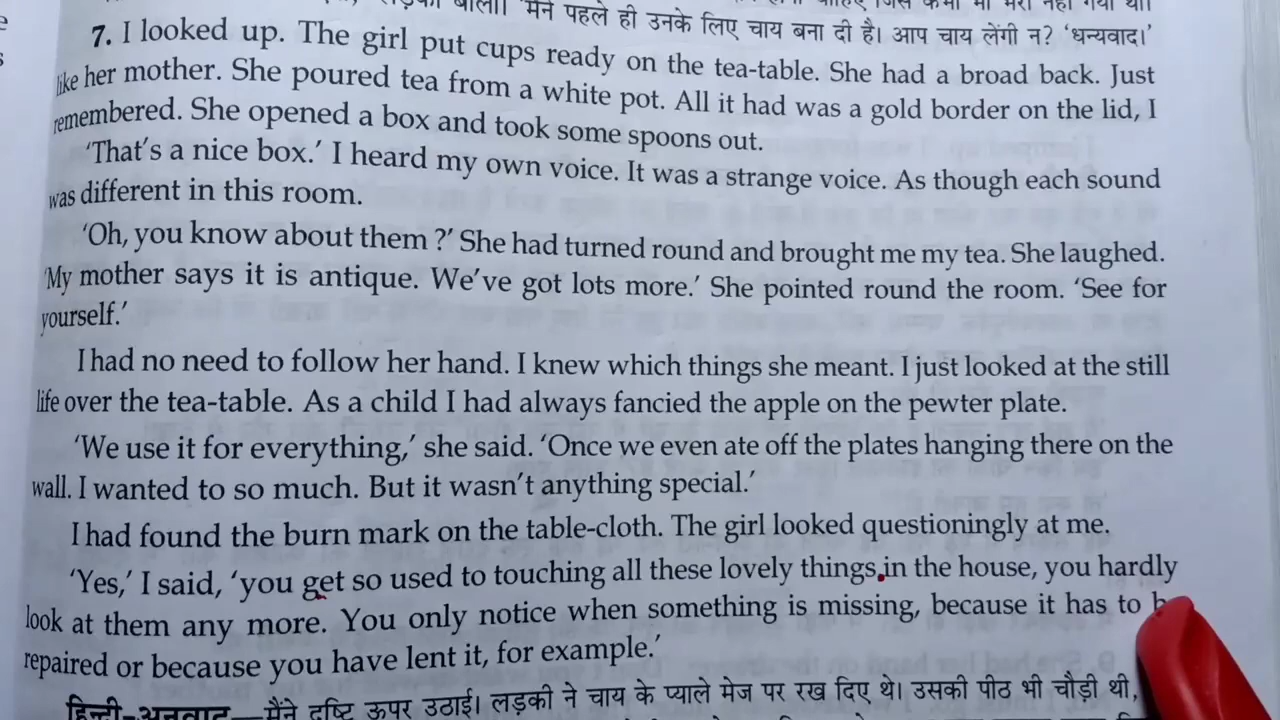 मैंने पहले ही उनके लिए चाय बना दी है। आप चाय लेंगी न? ‘धन्यवाद।’
7. I looked up. The girl put cups ready on the tea-table. She had a broad back. Just
like her mother. She poured tea from a white pot. All it had was a gold border on the lid, I
remembered. She opened a box and took some spoons out.
‘That's a nice box.’ I heard my own voice. It was a strange voice. As though each sound
was different in this room.
‘Oh, you know about them ?’ She had turned round and brought me my tea. She laughed.
‘My mother says it is antique. We’ve got lots more.’ She pointed round the room. ‘See for
yourself.’
I had no need to follow her hand. I knew which things she meant. I just looked at the still
life over the tea-table. As a child I had always fancied the apple on the pewter plate.
‘We use it for everything,’ she said. ‘Once we even ate off the plates hanging there on the
wall. I wanted to so much. But it wasn’t anything special.’
I had found the burn mark on the table-cloth. The girl looked questioningly at me.
‘Yes,’ I said, ‘you get so used to touching all these lovely things in the house, you hardly
look at them any more. You only notice when something is missing, because it has to
repaired or because you have lent it, for example.’
हिन्दी-अनुवाद—मैंने दृष्टि ऊपर उठाई। लड़की ने चाय के प्याले मेज पर रख दिए थे। उसकी पीठ भी चौड़ी थी,